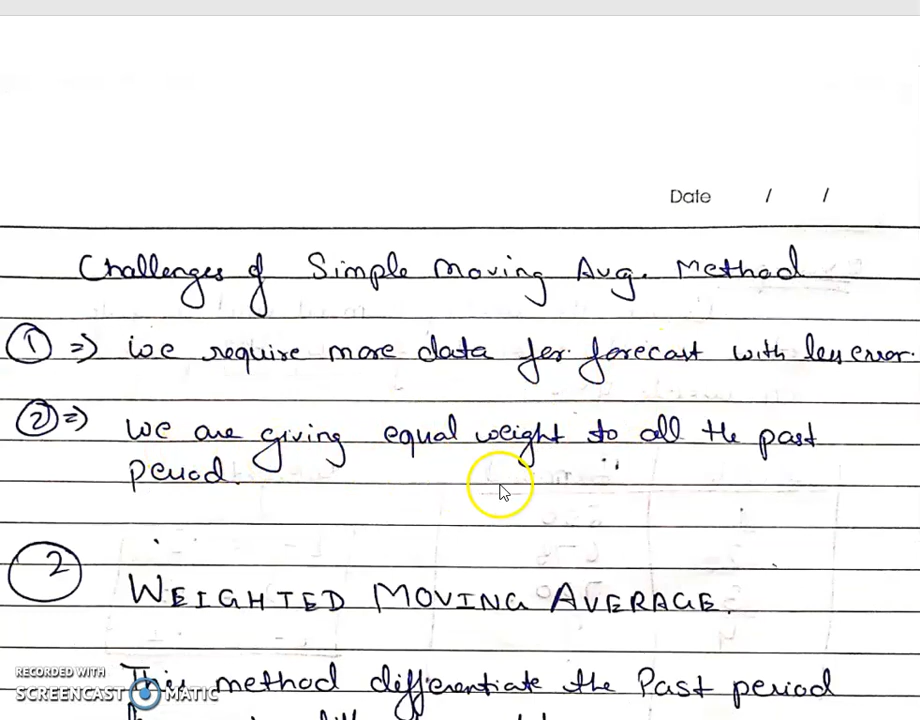 Date / /
Challenges of Simple Moving Avg. Method
① ⇒ we require more data for forecast with less error.
② ⇒ we are giving equal weight to all the past
period.
② WEIGHTED MOVING AVERAGE.
RECORDED WITH
SCREENCAST MATIC
This method differentiate the Past period